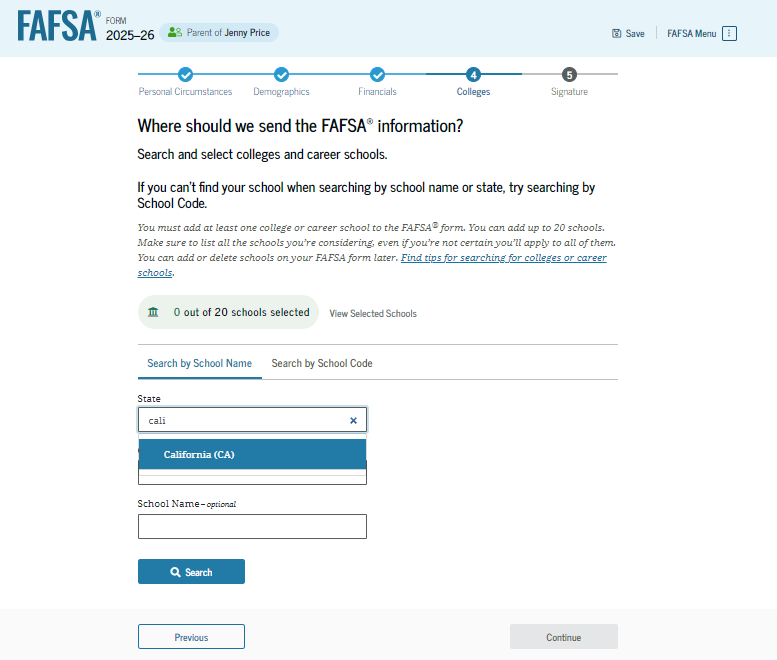 FAFSA® FORM
2025–26
Parent of Jenny Price
Save
FAFSA Menu
4
5
Personal Circumstances
Demographics
Financials
Colleges
Signature
Where should we send the FAFSA® information?
Search and select colleges and career schools.
If you can't find your school when searching by school name or state, try searching by
School Code.
You must add at least one college or career school to the FAFSA® form. You can add up to 20 schools.
Make sure to list all the schools you're considering, even if you're not certain you'll apply to all of them.
You can add or delete schools on your FAFSA form later. Find tips for searching for colleges or career
schools.
0 out of 20 schools selected
View Selected Schools
Search by School Name
Search by School Code
State
cali
California (CA)
School Name – optional
Search
Previous
Continue